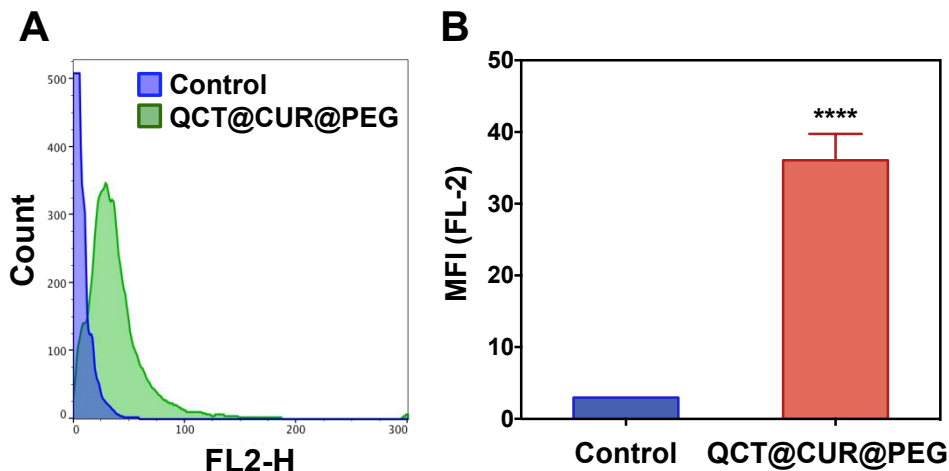 A
Control
QCT@CUR@PEG
500
400
300
200
100
0
Count
0
100
200
300
FL2-H
B
50
40
30
20
10
0
MFI (FL-2)
****
Control
QCT@CUR@PEG